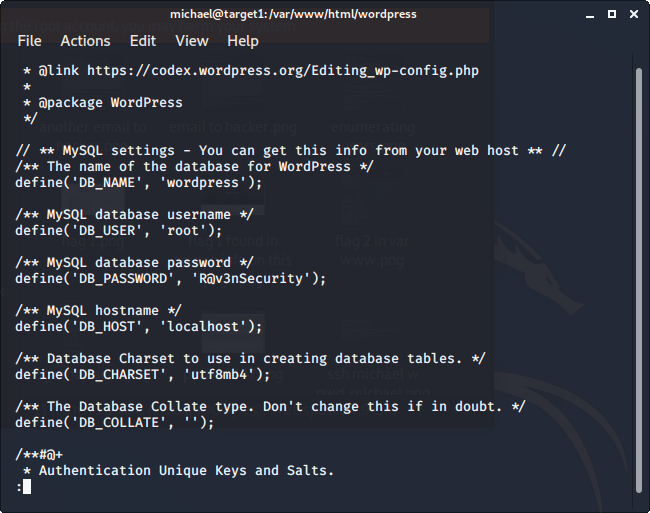 michael@target1:/var/www/html/wordpress
File Actions Edit View Help
* @link https://codex.wordpress.org/Editing_wp-config.php
*
* @package WordPress
*/
// ** MySQL settings - You can get this info from your web host ** //
/** The name of the database for WordPress */
define('DB_NAME', 'wordpress');
/** MySQL database username */
define('DB_USER', 'root');
/** MySQL database password */
define('DB_PASSWORD', 'R@v3nSecurity');
/** MySQL hostname */
define('DB_HOST', 'localhost');
/** Database Charset to use in creating database tables. */
define('DB_CHARSET', 'utf8mb4');
/** The Database Collate type. Don't change this if in doubt. */
define('DB_COLLATE', '');
/**#@+
* Authentication Unique Keys and Salts.
: